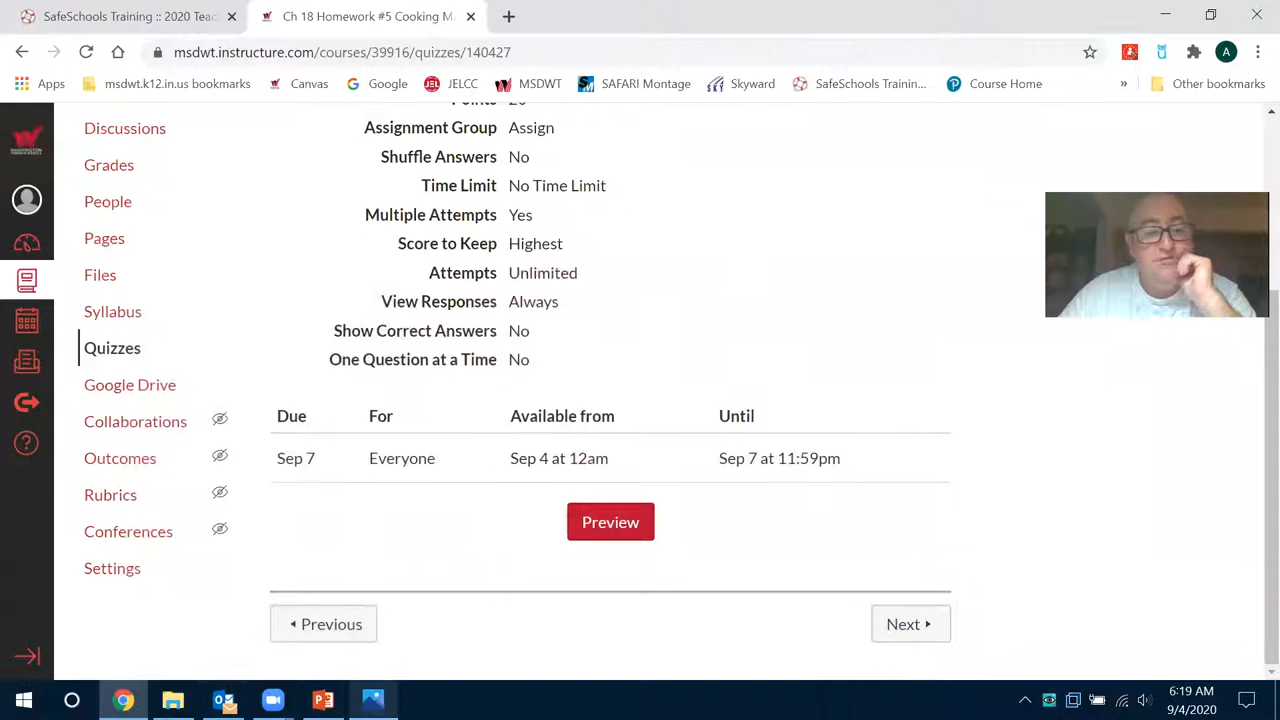 SafeSchools Training :: 2020 Teac
Ch 18 Homework #5 Cooking M
msdwt.instructure.com/courses/39916/quizzes/140427
A
Apps
msdwt.k12.in.us bookmarks
Canvas
Google
JELCC
MSDWT
SAFARI Montage
Skyward
SafeSchools Trainin...
Course Home
»
Other bookmarks
Points 20
Discussions
Grades
People
Pages
Files
Syllabus
Quizzes
Google Drive
Collaborations
Outcomes
Rubrics
Conferences
Settings
Assignment Group Assign
Shuffle Answers No
Time Limit No Time Limit
Multiple Attempts Yes
Score to Keep Highest
Attempts Unlimited
View Responses Always
Show Correct Answers No
One Question at a Time No
Due For Available from Until
Sep 7 Everyone Sep 4 at 12am Sep 7 at 11:59pm
Preview
Previous
Next
6:19 AM
9/4/2020